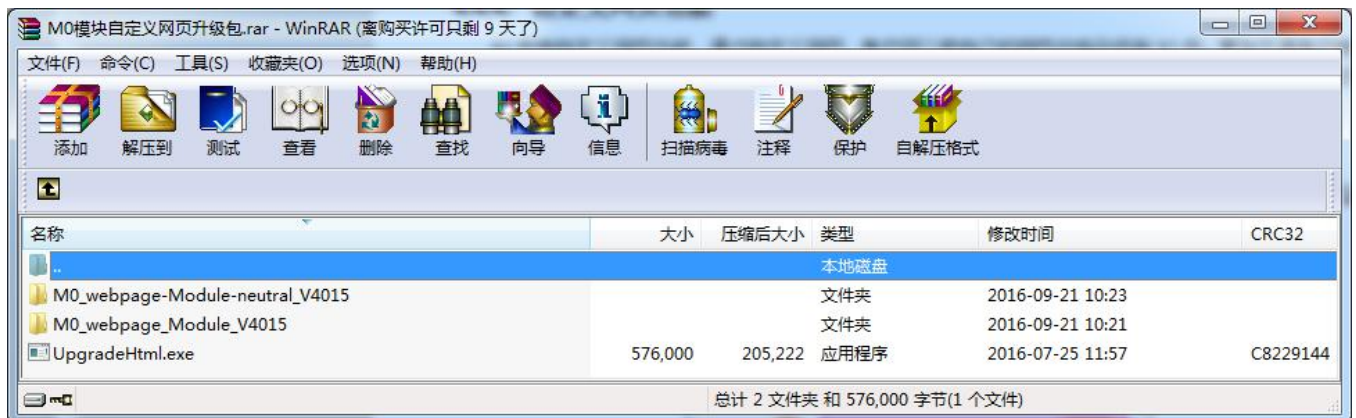 M0模块自定义网页升级包.rar - WinRAR (离购买许可只剩 9 天了)
文件(F) 命令(C) 工具(S) 收藏夹(O) 选项(N) 帮助(H)
添加 解压到 测试 查看 删除 查找 向导 信息 扫描病毒 注释 保护 自解压格式
名称 大小 压缩后大小 类型 修改时间 CRC32
.. 本地磁盘
M0_webpage-Module-neutral_V4015 文件夹 2016-09-21 10:23
M0_webpage_Module_V4015 文件夹 2016-09-21 10:21
UpgradeHtml.exe 576,000 205,222 应用程序 2016-07-25 11:57 C8229144
总计 2 文件夹 和 576,000 字节(1 个文件)